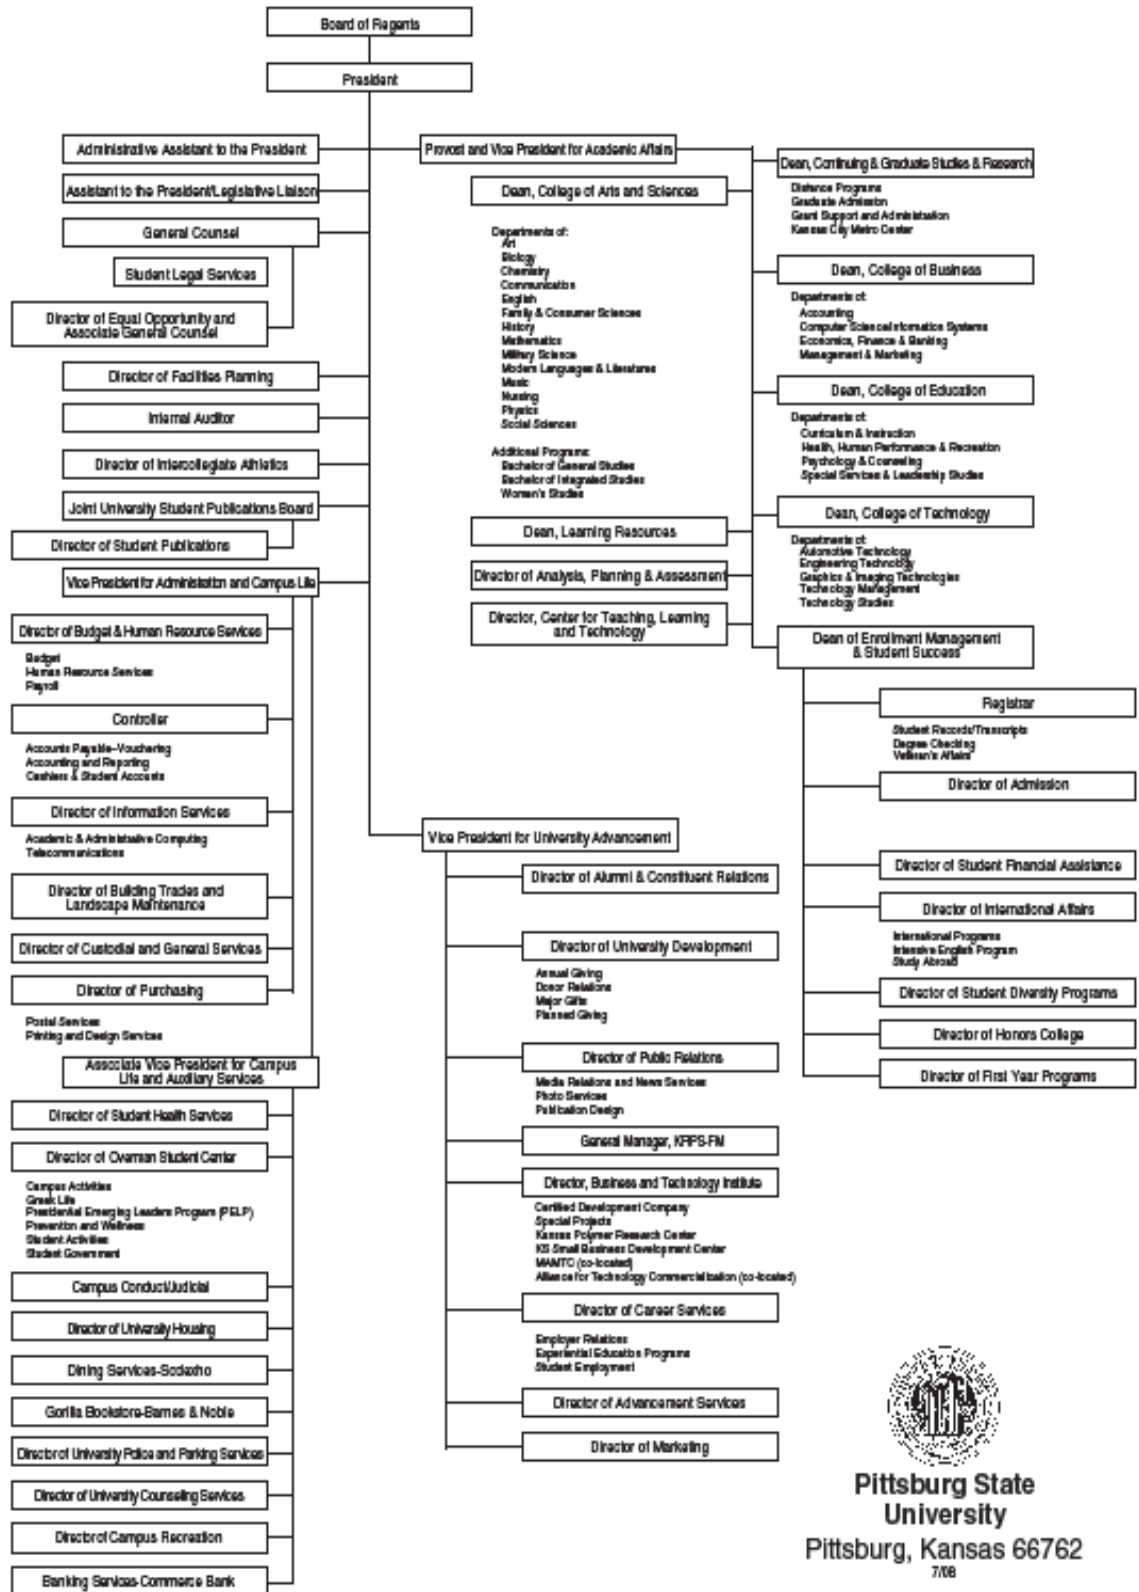 Board of Regents
President
Administrative Assistant to the President
Assistant to the President/Legislative Liaison
General Counsel
Student Legal Services
Director of Equal Opportunity and
Associate General Counsel
Director of Facilities Planning
Internal Auditor
Director of Intercollegiate Athletics
Joint University Student Publications Board
Director of Student Publications
Vice President for Administration and Campus Life
Director of Budget & Human Resource Services
Budget
Human Resource Services
Payroll
Controller
Accounts Payable-Vouchering
Accounting and Reporting
Cashiers & Student Accounts
Director of Information Services
Academic & Administrative Computing
Telecommunications
Director of Building Trades and
Landscape Maintenance
Director of Custodial and General Services
Director of Purchasing
Postal Services
Printing and Design Services
Associate Vice President for Campus
Life and Auxiliary Services
Director of Student Health Services
Director of Overman Student Center
Campus Activities
Greek Life
Presidential Emerging Leaders Program (PELP)
Prevention and Wellness
Student Activities
Student Government
Campus Conduct/Judicial
Director of University Housing
Dining Services-Sodexho
Gorilla Bookstore-Barnes & Noble
Director of University Police and Parking Services
Director of University Counseling Services
Director of Campus Recreation
Banking Services-Commerce Bank
Provost and Vice President for Academic Affairs
Dean, College of Arts and Sciences
Departments of:
Art
Biology
Chemistry
Communication
English
Family & Consumer Sciences
History
Mathematics
Military Science
Modern Languages & Literatures
Music
Nursing
Physics
Social Sciences
Additional Programs:
Bachelor of General Studies
Bachelor of Integrated Studies
Women's Studies
Dean, Learning Resources
Director of Analysis, Planning & Assessment
Director, Center for Teaching, Learning
and Technology
Dean, Continuing & Graduate Studies & Research
Distance Programs
Graduate Admission
Grant Support and Administration
Kansas City Metro Center
Dean, College of Business
Departments of:
Accounting
Computer Science/Information Systems
Economics, Finance & Banking
Management & Marketing
Dean, College of Education
Departments of:
Curriculum & Instruction
Health, Human Performance & Recreation
Psychology & Counseling
Special Services & Leadership Studies
Dean, College of Technology
Departments of:
Automotive Technology
Engineering Technology
Graphics & Imaging Technologies
Technology Management
Technology Studies
Dean of Enrollment Management
& Student Success
Registrar
Student Records/Transcripts
Degree Checking
Veteran's Affairs
Director of Admission
Director of Student Financial Assistance
Director of International Affairs
International Programs
Intensive English Program
Study Abroad
Director of Student Diversity Programs
Director of Honors College
Director of First Year Programs
Vice President for University Advancement
Director of Alumni & Constituent Relations
Director of University Development
Annual Giving
Donor Relations
Major Gifts
Planned Giving
Director of Public Relations
Media Relations and News Services
Photo Services
Publication Design
General Manager, KRPS-FM
Director, Business and Technology Institute
Certified Development Company
Special Projects
Kansas Polymer Research Center
KS Small Business Development Center
MAMTC (co-located)
Alliance for Technology Commercialization (co-located)
Director of Career Services
Employer Relations
Experiential Education Programs
Student Employment
Director of Advancement Services
Director of Marketing
Pittsburg State
University
Pittsburg, Kansas 66762
7/08